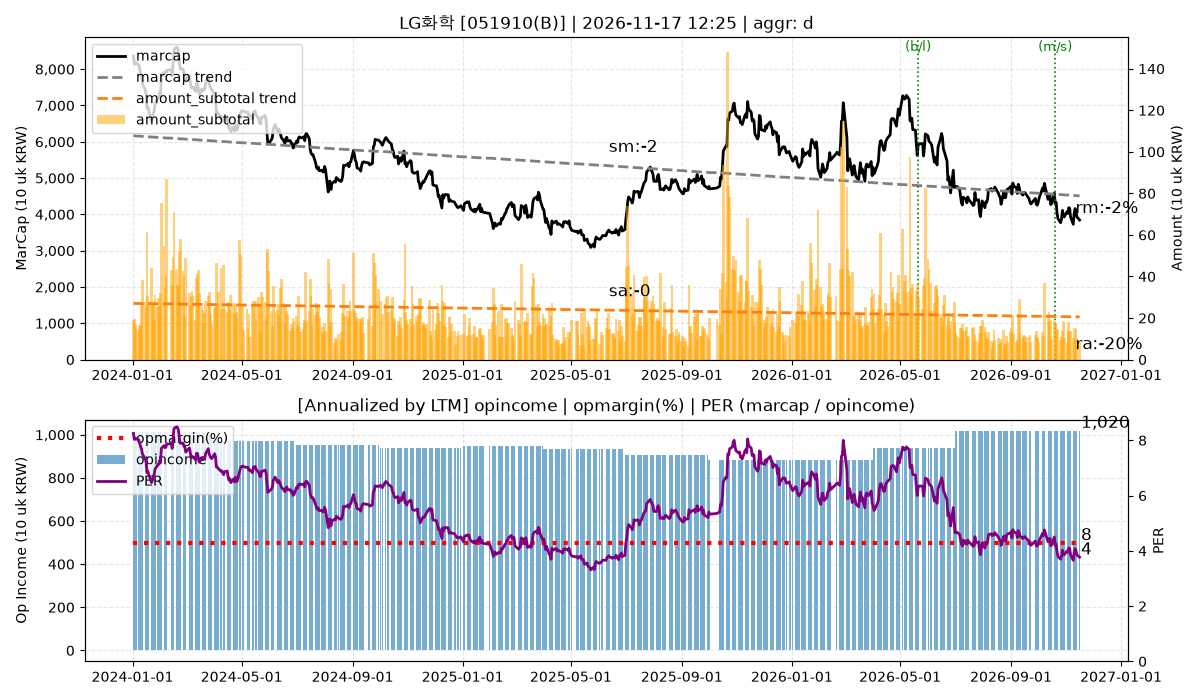 LG화학 [051910(B)] | 2026-11-17 12:25 | aggr: d
(b/l)
(m/s)
marcap
marcap trend
amount_subtotal trend
amount_subtotal
8,000
7,000
6,000
5,000
4,000
3,000
2,000
1,000
0
MarCap (10 uk KRW)
140
120
100
80
60
40
20
0
Amount (10 uk KRW)
sm:-2
rm:-2%
sa:-0
ra:-20%
2024-01-01
2024-05-01
2024-09-01
2025-01-01
2025-05-01
2025-09-01
2026-01-01
2026-05-01
2026-09-01
2027-01-01
[Annualized by LTM] opincome | opmargin(%) | PER (marcap / opincome)
opmargin(%)
opincome
PER
1,000
800
600
400
200
0
Op Income (10 uk KRW)
1,020
8
4
8
6
4
2
0
PER
2024-01-01
2024-05-01
2024-09-01
2025-01-01
2025-05-01
2025-09-01
2026-01-01
2026-05-01
2026-09-01
2027-01-01